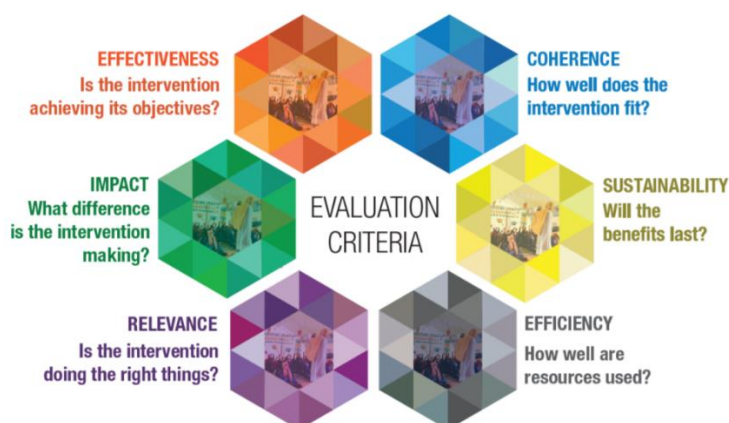 EFFECTIVENESS
Is the intervention
achieving its objectives?
COHERENCE
How well does the
intervention fit?
IMPACT
What difference
is the intervention
making?
EVALUATION
CRITERIA
SUSTAINABILITY
Will the
benefits last?
RELEVANCE
Is the intervention
doing the right things?
EFFICIENCY
How well are
resources used?